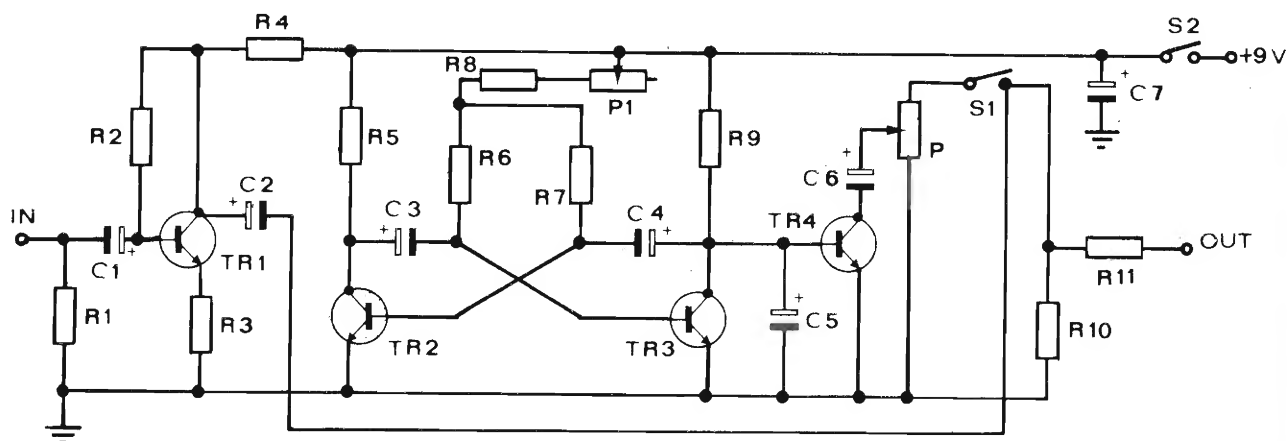 R4
S2
+9V
R8
P1
S1
+
C7
R2
R5
R6
R9
P
R7
+
C6
C2
+
C3
+
C4
+
TR4
IN
C1
+
TR1
OUT
R11
R1
R3
TR2
TR3
+
C5
R10